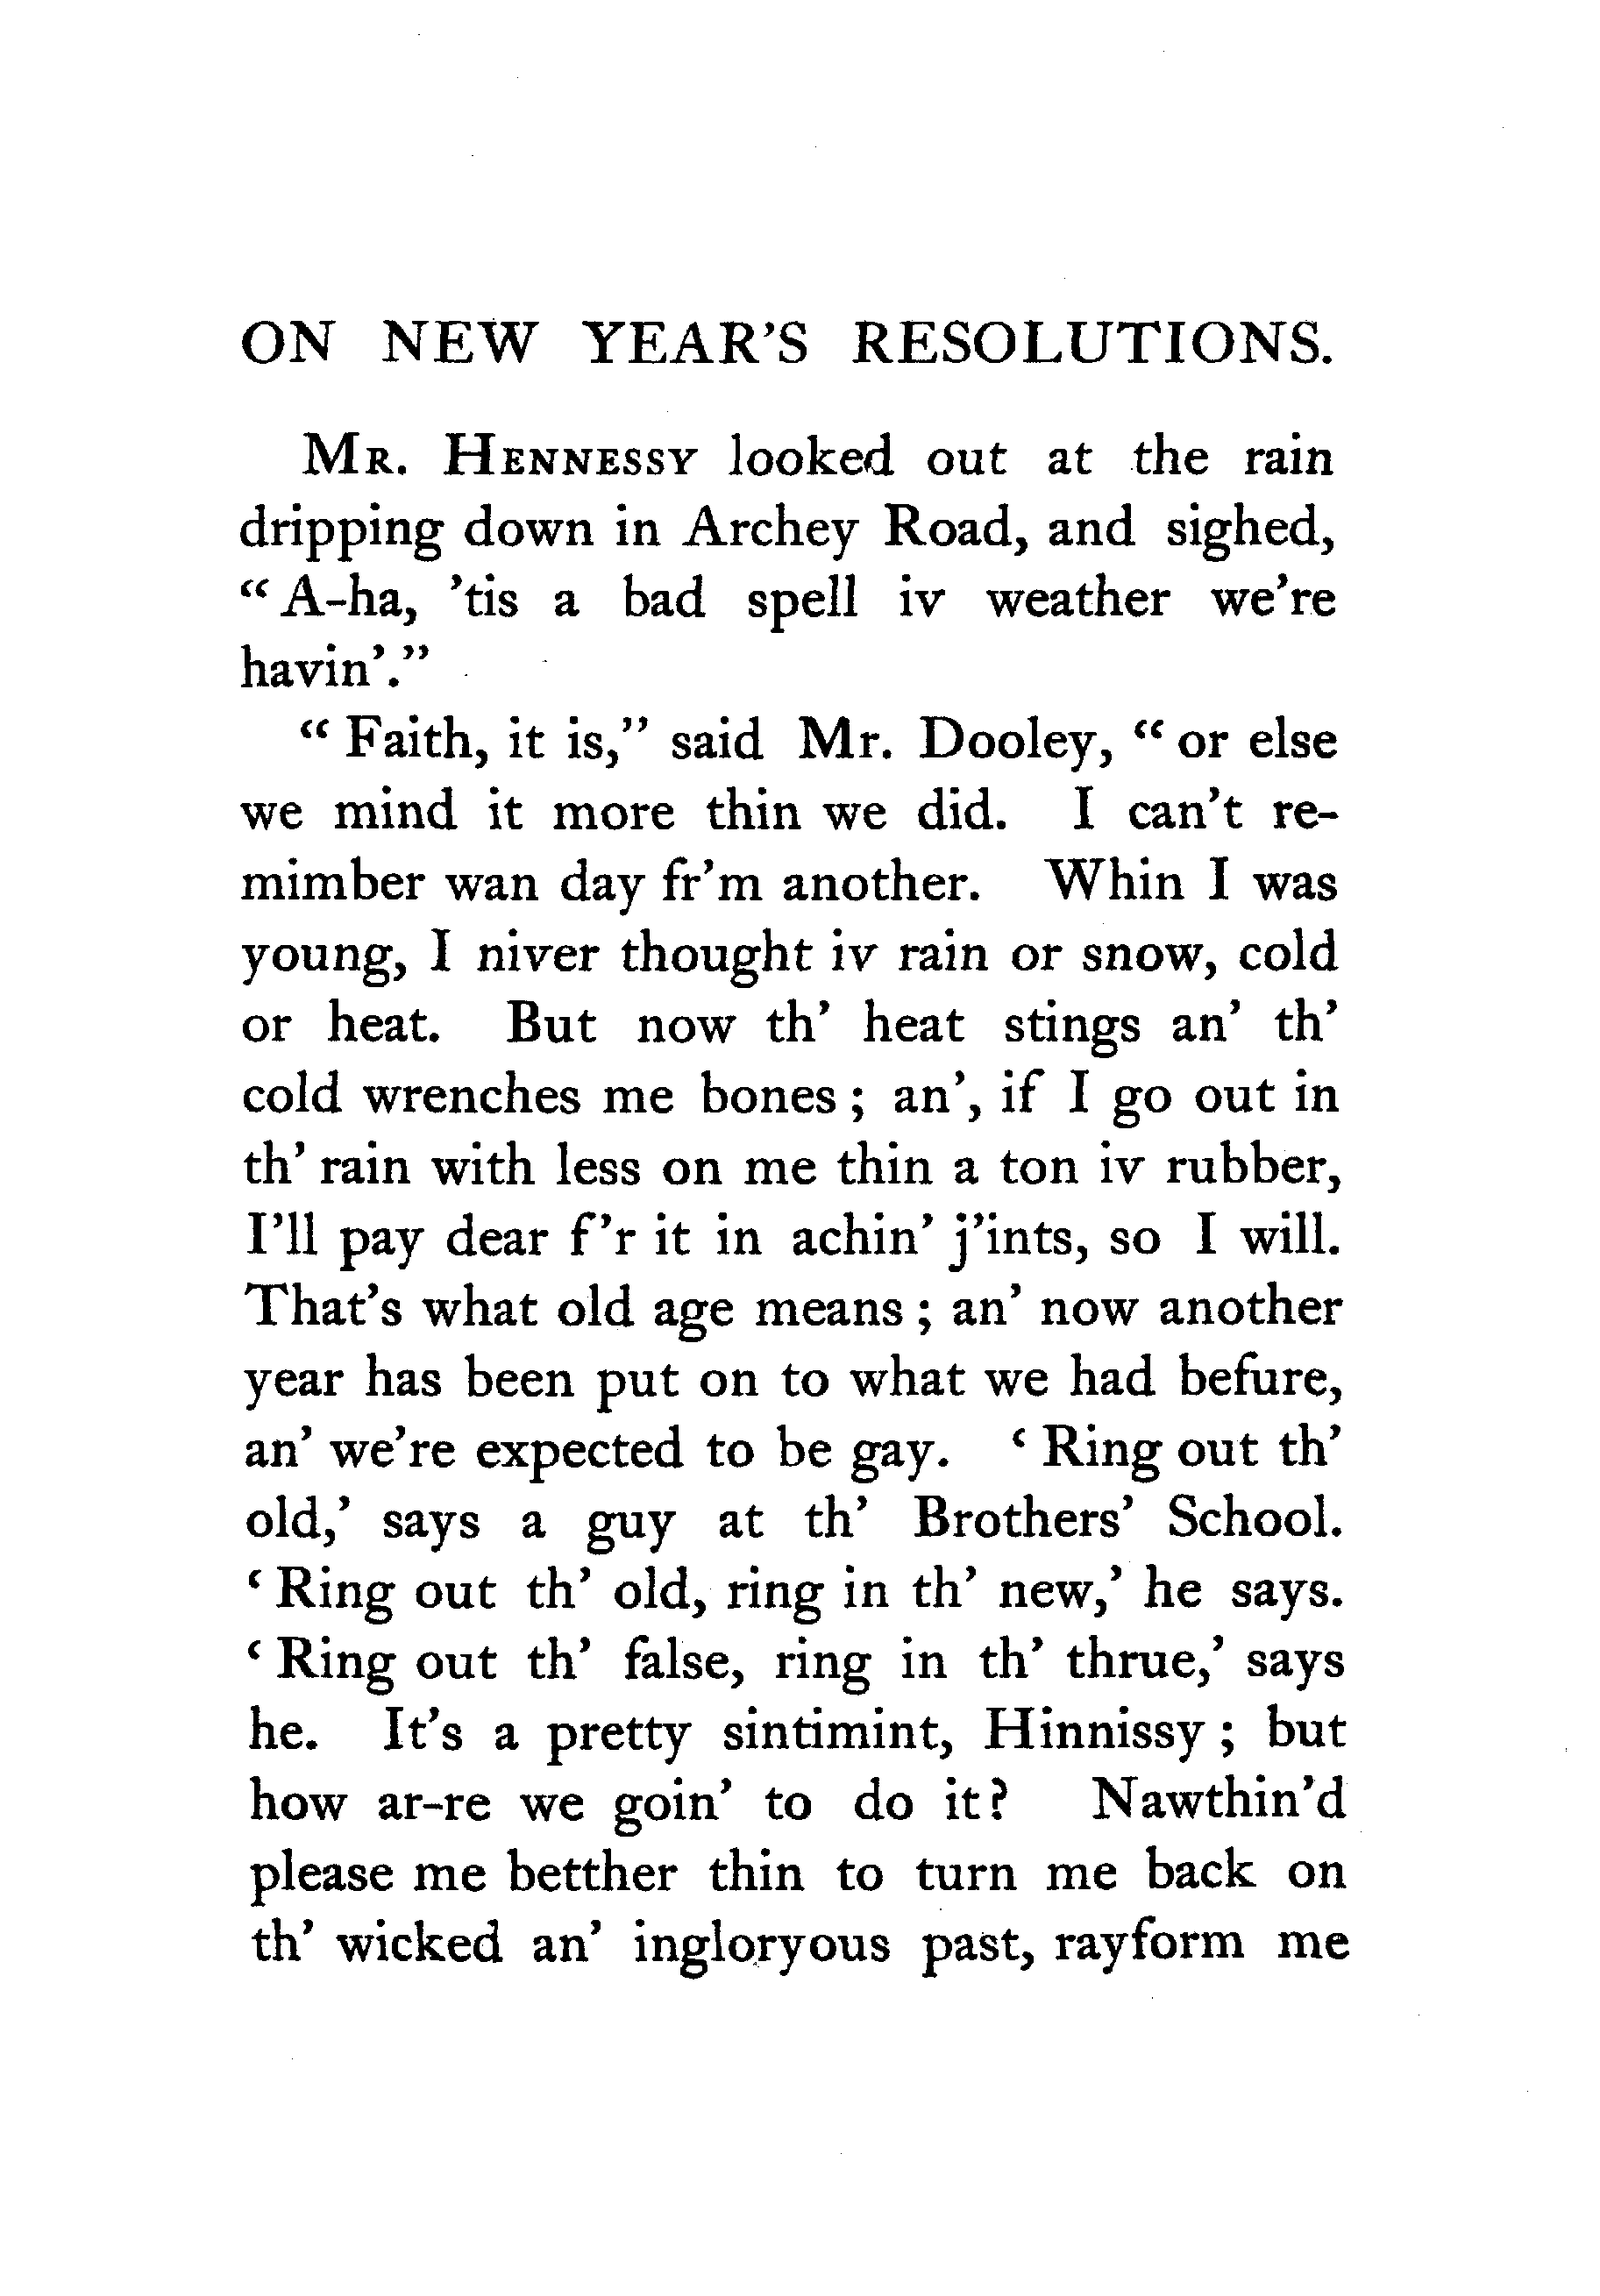 ON NEW YEAR'S RESOLUTIONS.
MR. HENNESSY looked out at the rain
dripping down in Archey Road, and sighed,
“ A-ha, ’tis a bad spell iv weather we’re
havin’.”
“ Faith, it is,” said Mr. Dooley, “ or else
we mind it more thin we did. I can’t re-
mimber wan day fr’m another. Whin I was
young, I niver thought iv rain or snow, cold
or heat. But now th’ heat stings an’ th’
cold wrenches me bones ; an’, if I go out in
th’ rain with less on me thin a ton iv rubber,
I’ll pay dear f’r it in achin’ j’ints, so I will.
That’s what old age means ; an’ now another
year has been put on to what we had befure,
an’ we’re expected to be gay. ‘ Ring out th’
old,’ says a guy at th’ Brothers’ School.
‘ Ring out th’ old, ring in th’ new,’ he says.
‘ Ring out th’ false, ring in th’ thrue,’ says
he. It’s a pretty sintimint, Hinnissy ; but
how ar-re we goin’ to do it? Nawthin’d
please me betther thin to turn me back on
th’ wicked an’ ingloryous past, rayform me